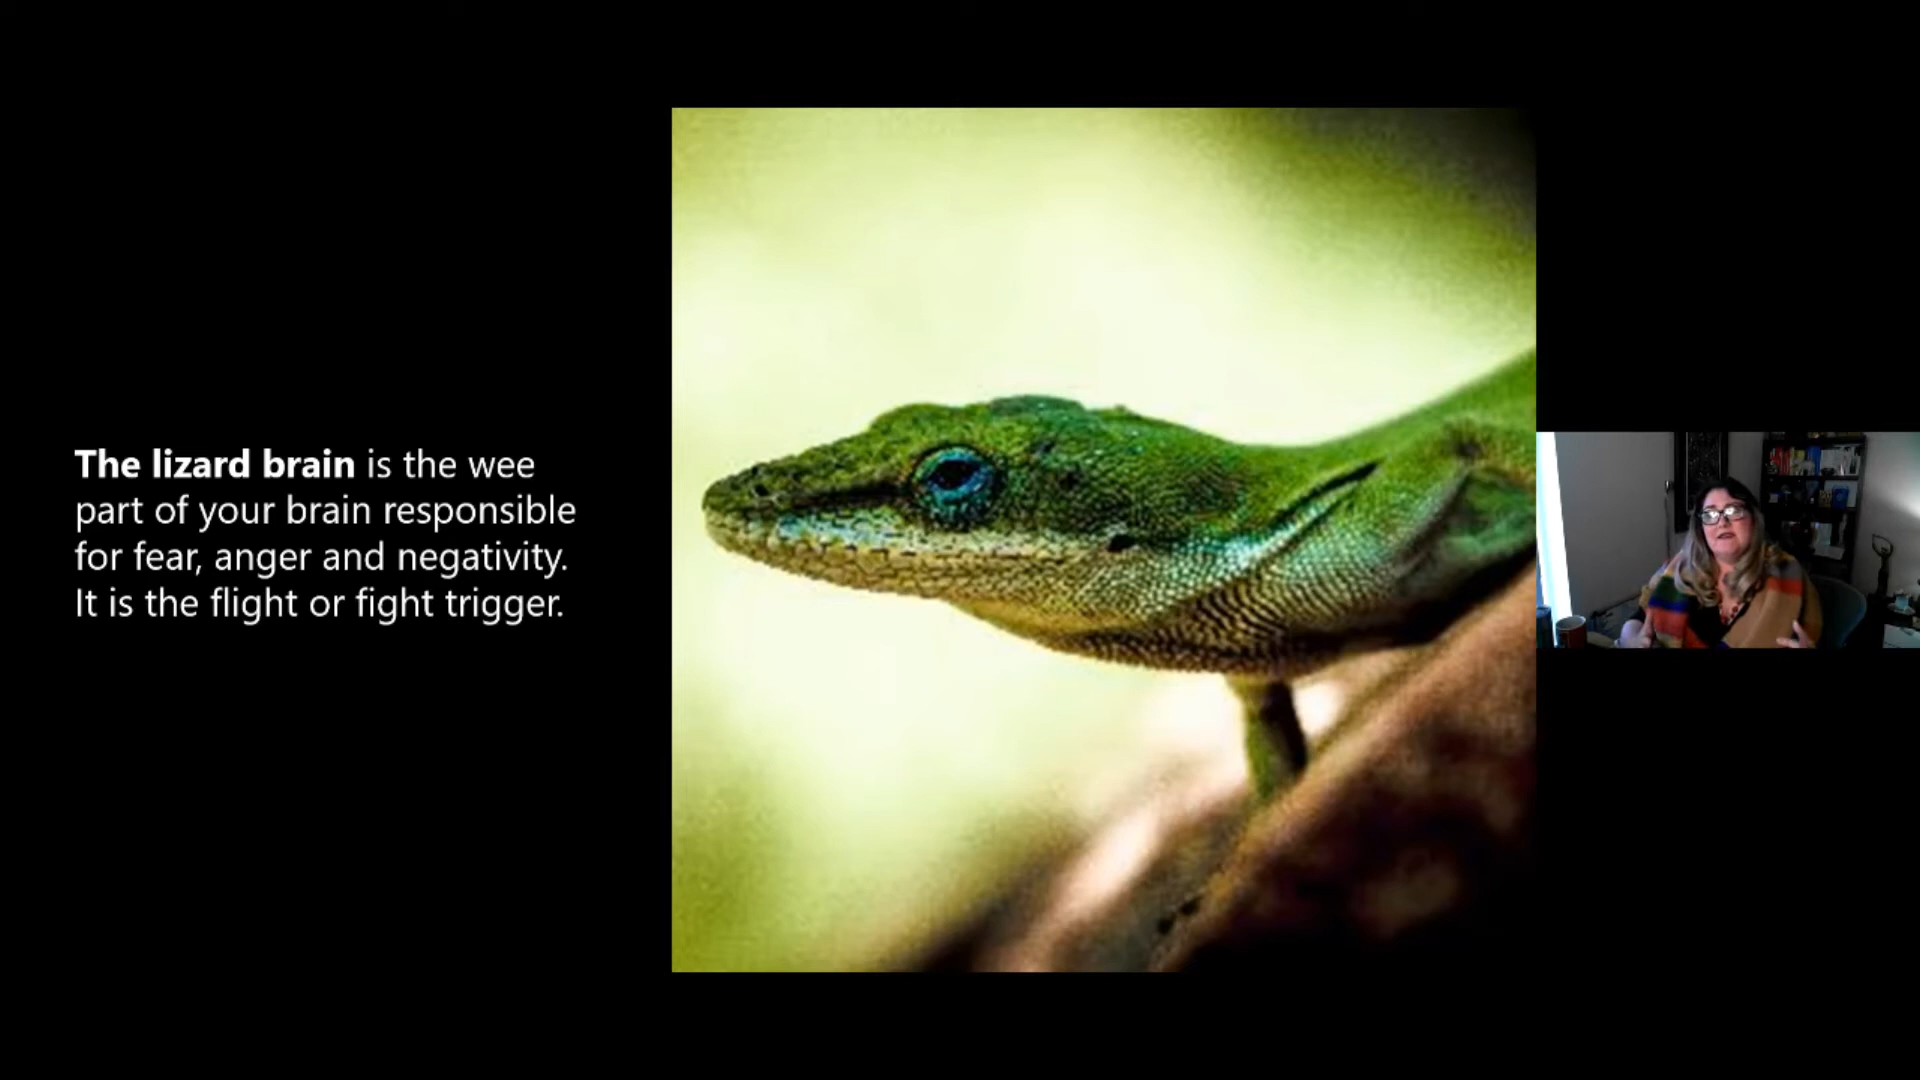 The lizard brain is the wee
part of your brain responsible
for fear, anger and negativity.
It is the flight or fight trigger.